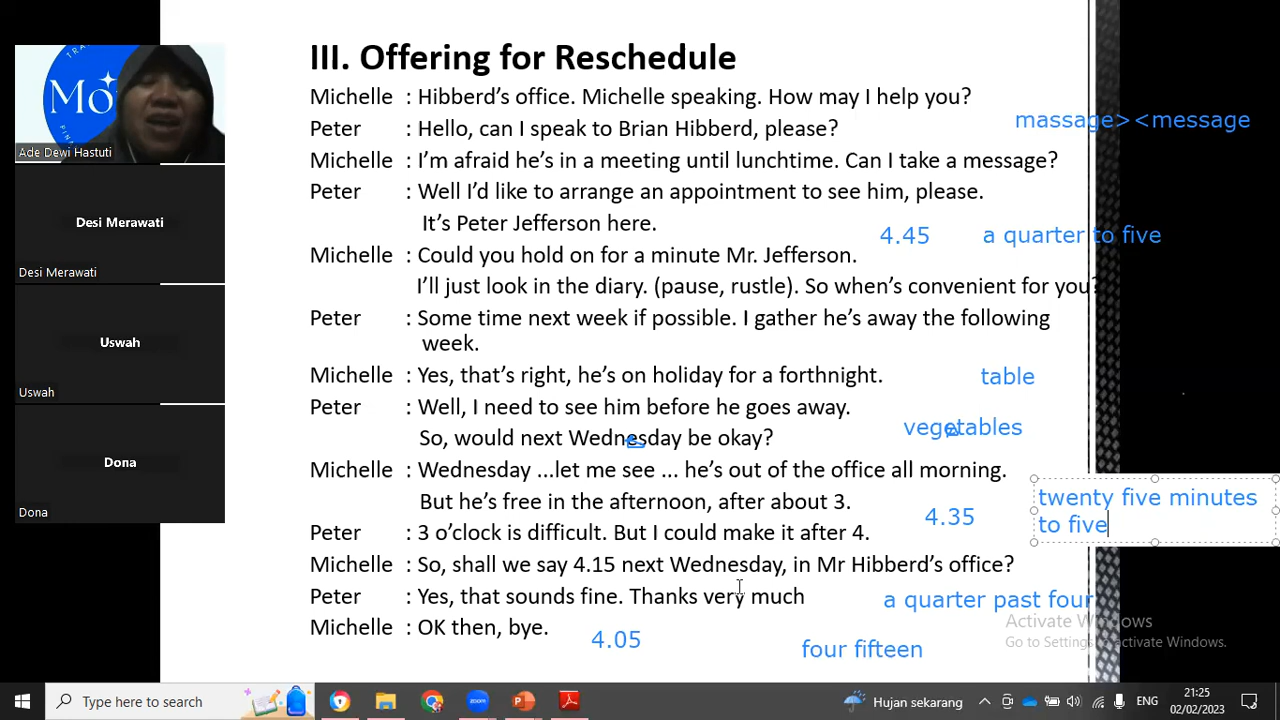 III. Offering for Reschedule
Michelle : Hibberd's office. Michelle speaking. How may I help you?
massage><message
Peter : Hello, can I speak to Brian Hibberd, please?
Michelle : I'm afraid he's in a meeting until lunchtime. Can I take a message?
Peter : Well I'd like to arrange an appointment to see him, please.
It's Peter Jefferson here.
4.45 a quarter to five
Michelle : Could you hold on for a minute Mr. Jefferson.
I'll just look in the diary. (pause, rustle). So when's convenient for you?
Peter : Some time next week if possible. I gather he's away the following
week.
Michelle : Yes, that's right, he's on holiday for a forthnight.
table
Peter : Well, I need to see him before he goes away.
vegetables
So, would next Wednesday be okay?
Michelle : Wednesday ...let me see ... he's out of the office all morning.
But he's free in the afternoon, after about 3.
4.35
twenty five minutes
to five
Peter : 3 o'clock is difficult. But I could make it after 4.
Michelle : So, shall we say 4.15 next Wednesday, in Mr Hibberd's office?
Peter : Yes, that sounds fine. Thanks very much
a quarter past four
Michelle : OK then, bye.
4.05
four fifteen
Activate Windows
Go to Settings to activate Windows.
Ade Dewi Hastuti
Desi Merawati
Desi Merawati
Uswah
Uswah
Dona
Dona
Type here to search
zoom
Hujan sekarang
ENG
21:25
02/02/2023